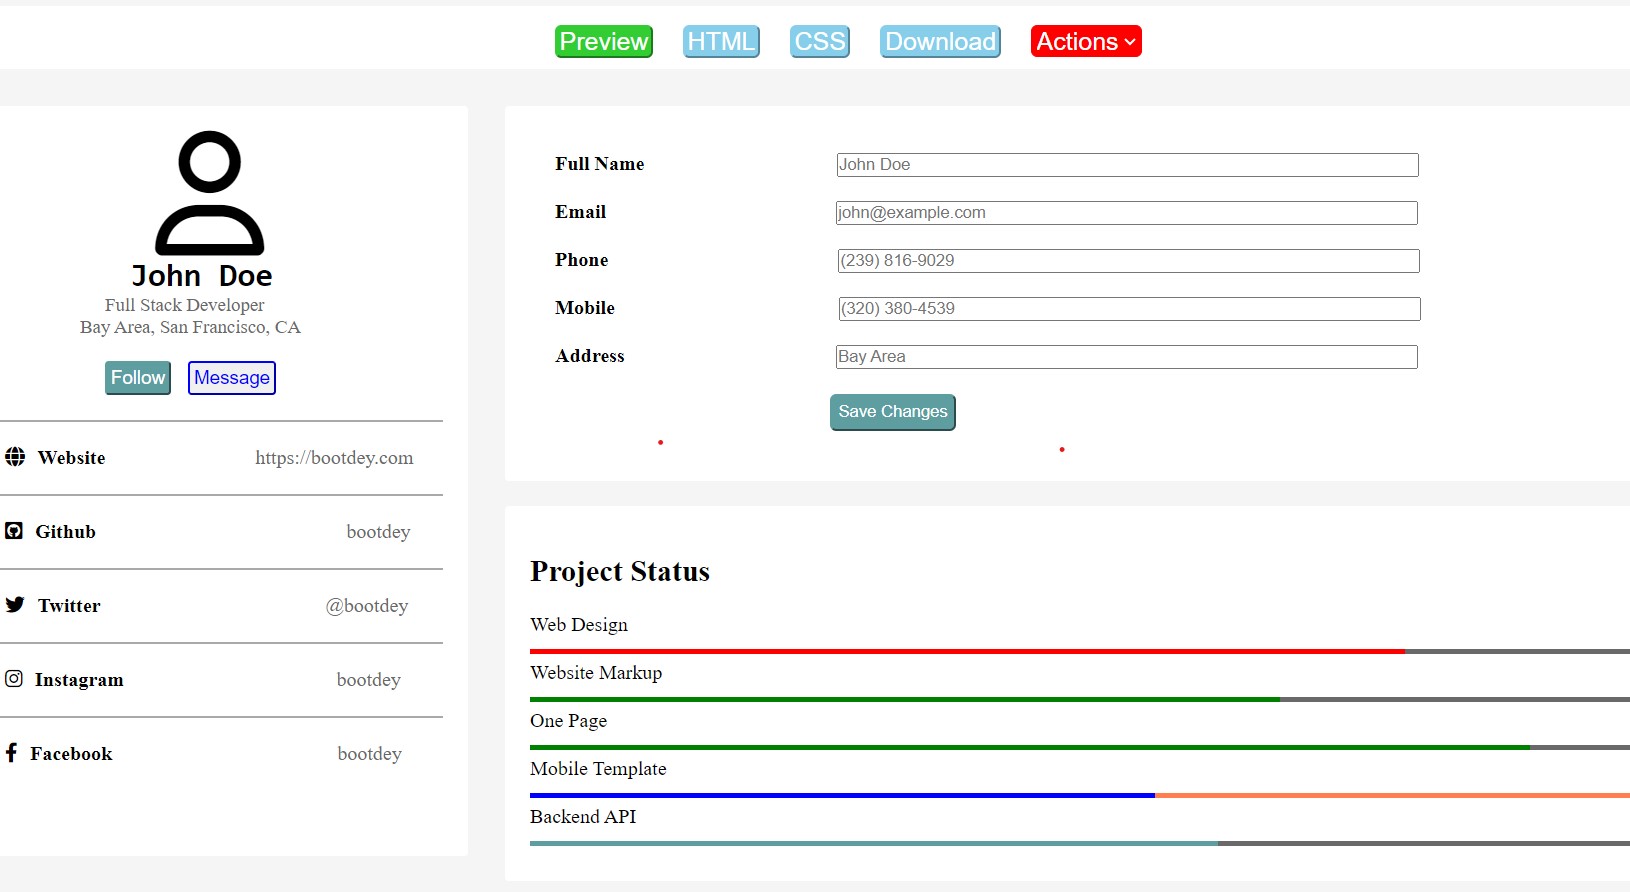 Preview HTML CSS Download Actions
John Doe
Full Stack Developer
Bay Area, San Francisco, CA
Follow Message
Website https://bootdey.com
Github bootdey
Twitter @bootdey
Instagram bootdey
Facebook bootdey
Full Name John Doe
Email john@example.com
Phone (239) 816-9029
Mobile (320) 380-4539
Address Bay Area
Save Changes
Project Status
Web Design
Website Markup
One Page
Mobile Template
Backend API